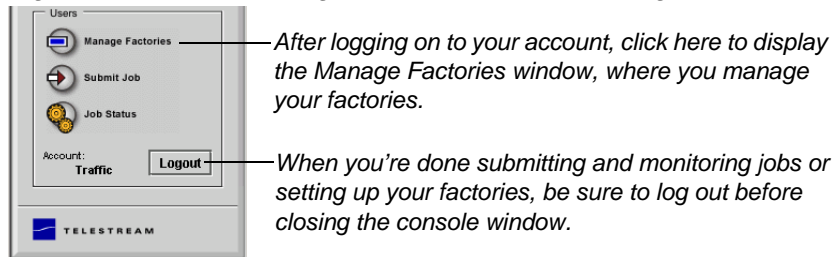 Users
Manage Factories
After logging on to your account, click here to display
the Manage Factories window, where you manage
your factories.
Submit Job
Job Status
Account:
Traffic
Logout
When you're done submitting and monitoring jobs or
setting up your factories, be sure to log out before
closing the console window.
TELESTREAM